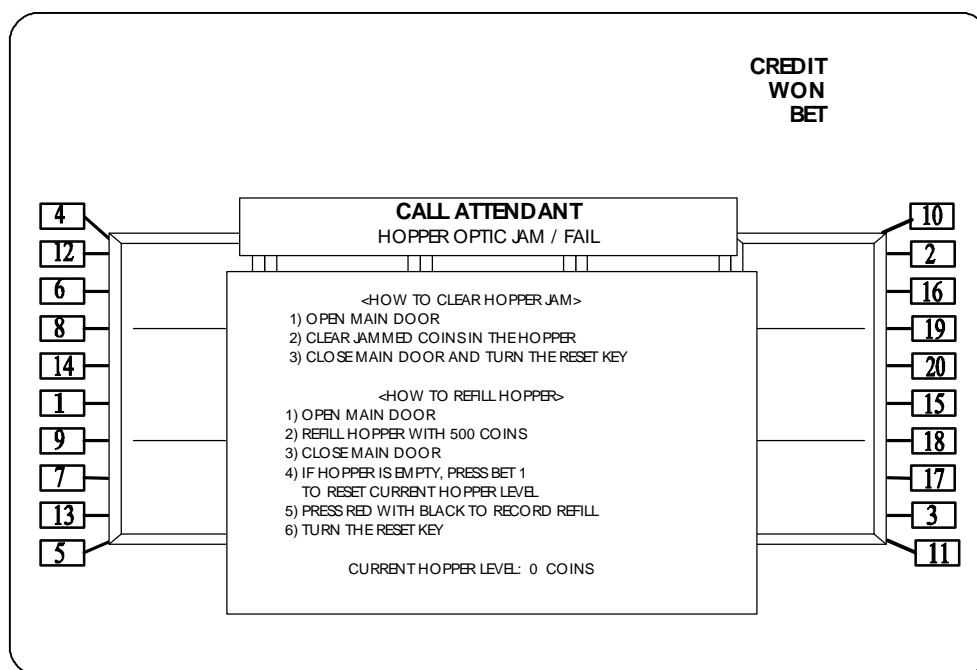 CREDIT
WON
BET
CALL ATTENDANT
HOPPER OPTIC JAM / FAIL
4
12
6
8
14
1
9
7
13
5
<HOW TO CLEAR HOPPER JAM>
1) OPEN MAIN DOOR
2) CLEAR JAMMED COINS IN THE HOPPER
3) CLOSE MAIN DOOR AND TURN THE RESET KEY
<HOW TO REFILL HOPPER>
1) OPEN MAIN DOOR
2) REFILL HOPPER WITH 500 COINS
3) CLOSE MAIN DOOR
4) IF HOPPER IS EMPTY, PRESS BET 1
TO RESET CURRENT HOPPER LEVEL
5) PRESS RED WITH BLACK TO RECORD REFILL
6) TURN THE RESET KEY
CURRENT HOPPER LEVEL: 0 COINS
10
2
16
19
20
15
18
17
3
11